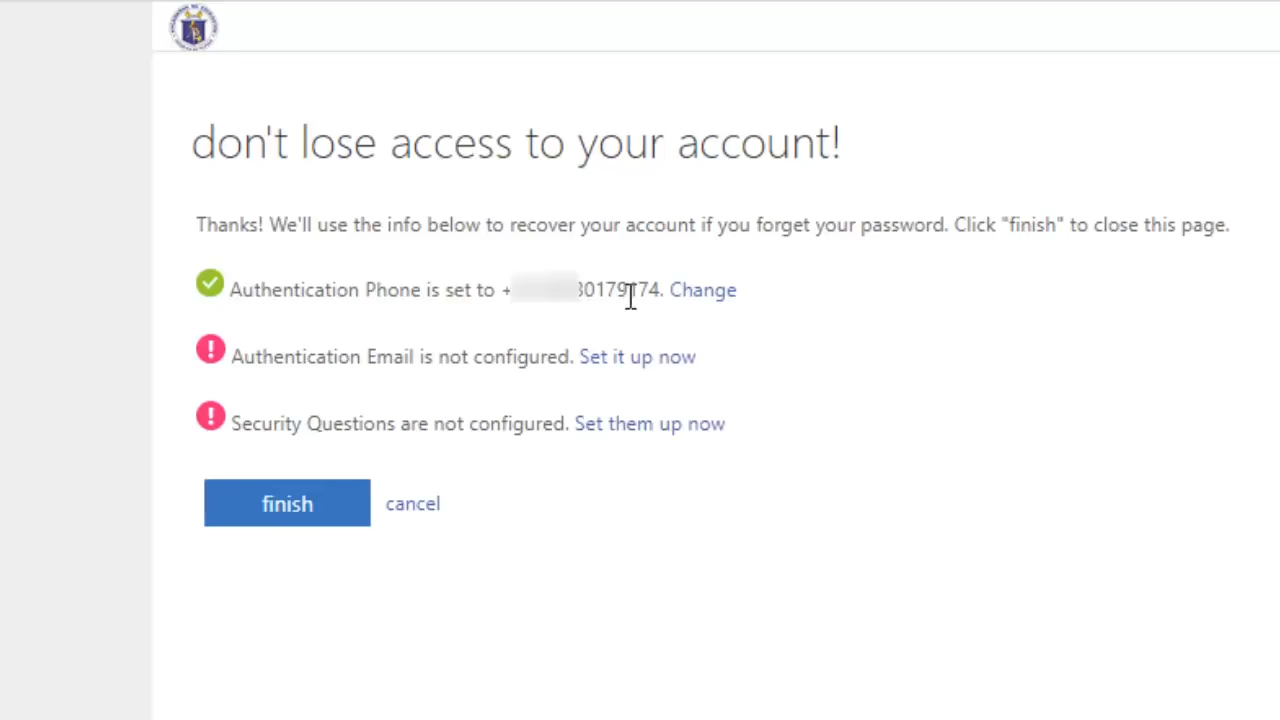 don't lose access to your account!
Thanks! We'll use the info below to recover your account if you forget your password. Click "finish" to close this page.
Authentication Phone is set to + Change
Authentication Email is not configured. Set it up now
Security Questions are not configured. Set them up now
finish cancel